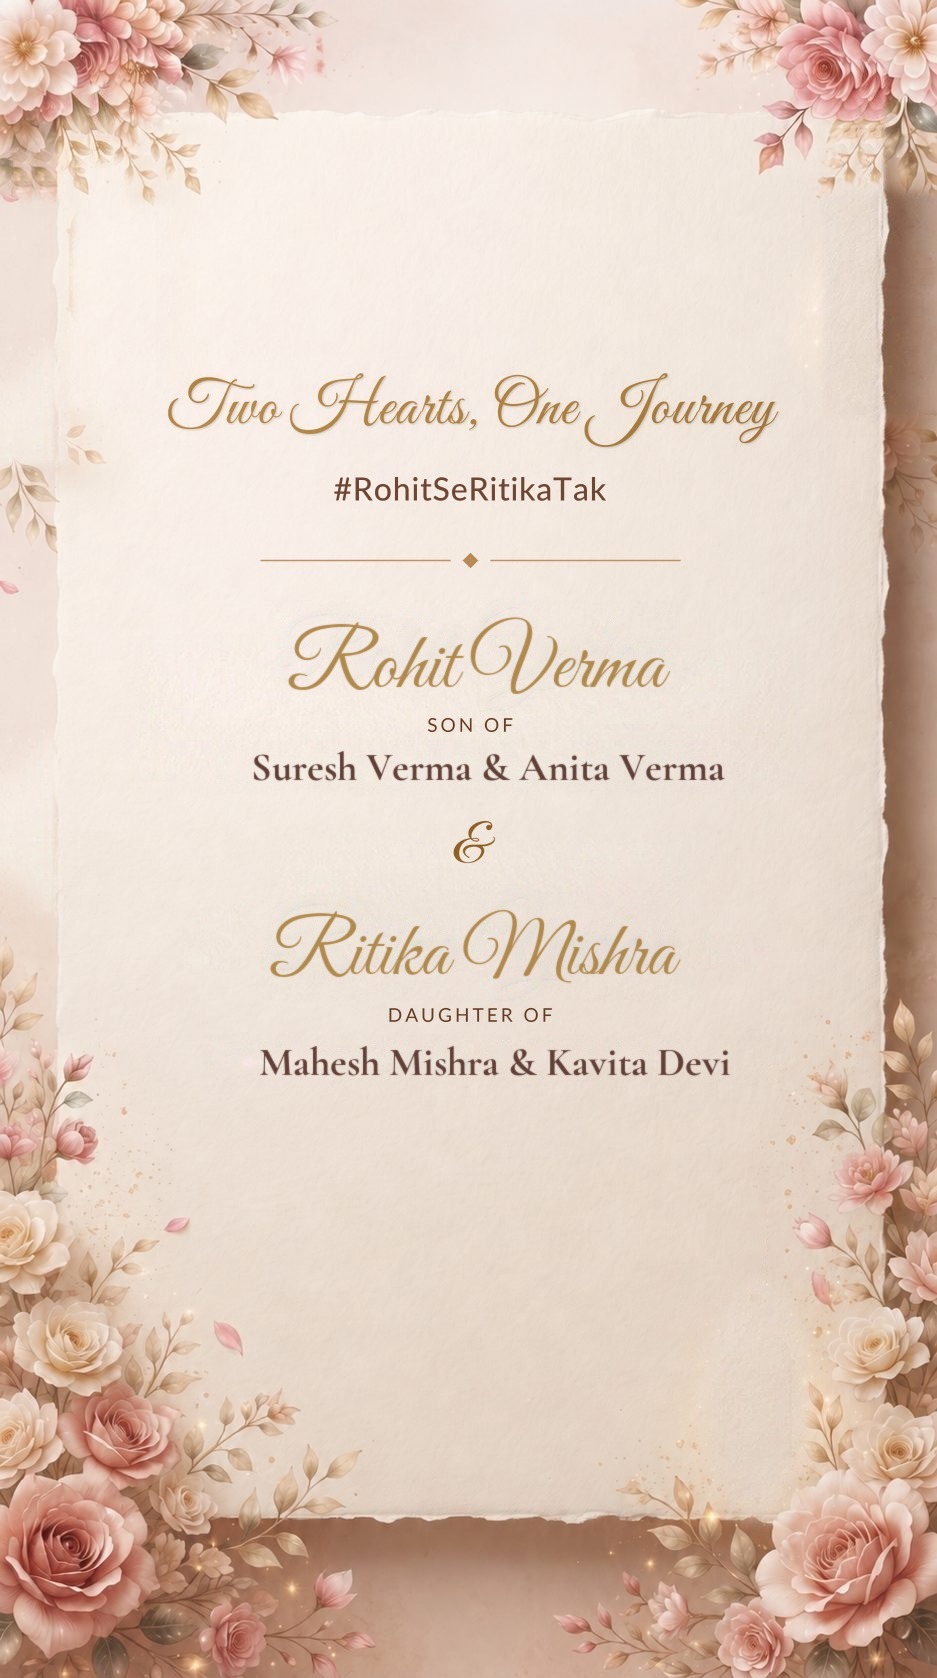 Two Hearts, One Journey
#RohitSeRitikaTak
Rohit Verma
SON OF
Suresh Verma & Anita Verma
&
Ritika Mishra
DAUGHTER OF
Mahesh Mishra & Kavita Devi